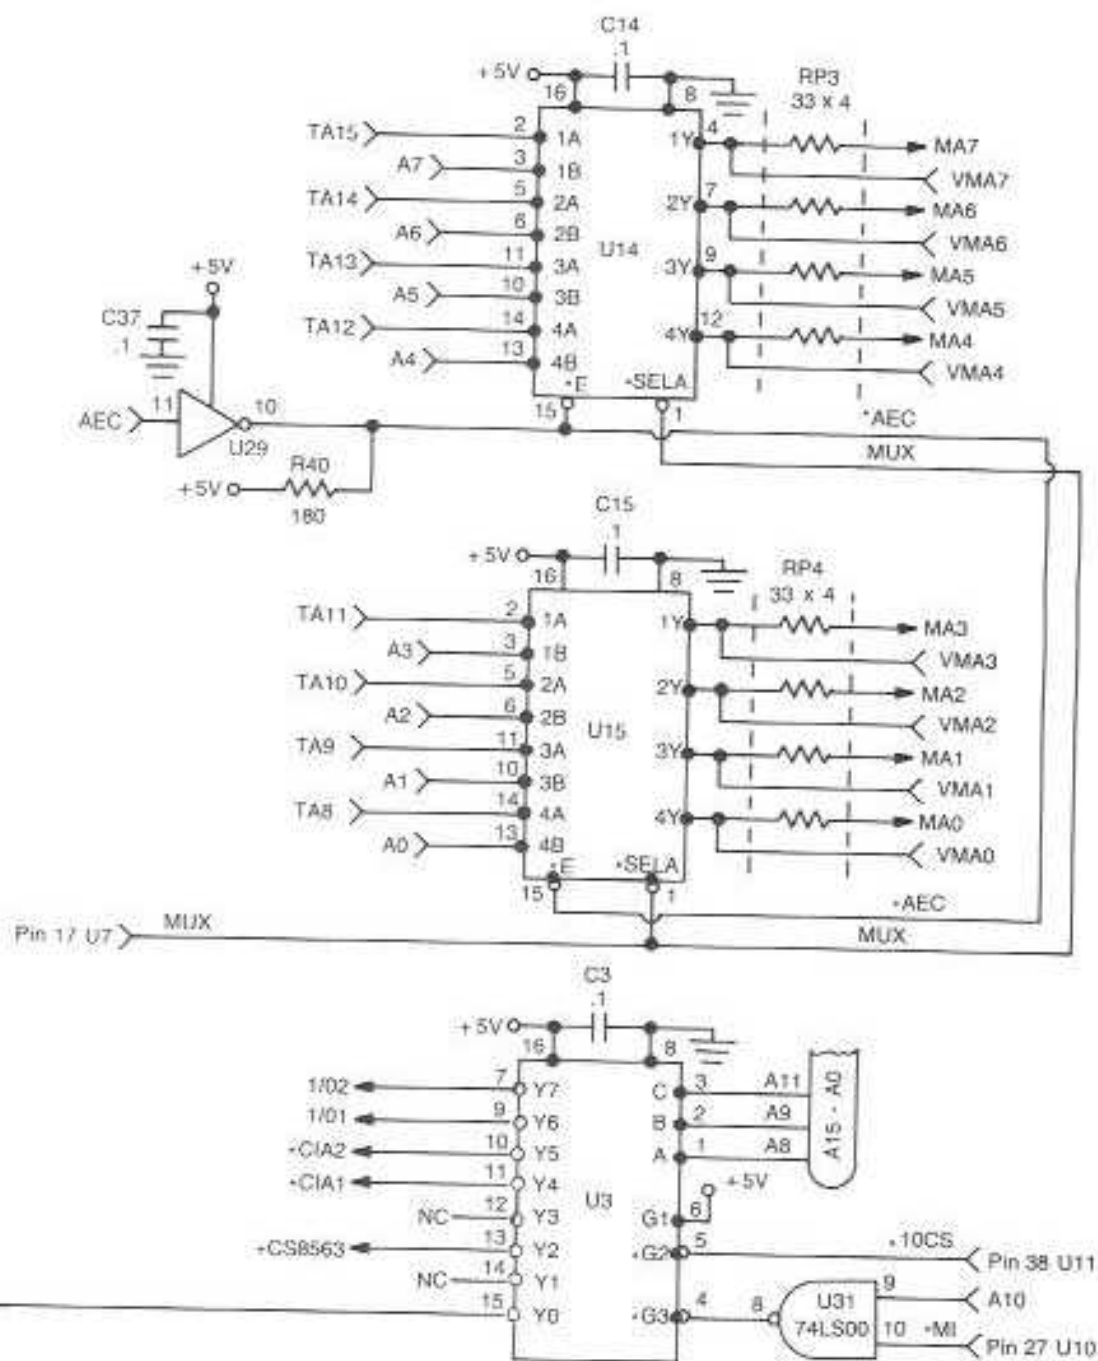 C14
.1
+5V
16
8
RP3
33 x 4
TA15
2
1A
1Y
4
MA7
A7
3
1B
VMA7
TA14
5
2A
2Y
7
MA6
A6
6
2B
U14
VMA6
TA13
11
3A
3Y
9
MA5
A5
10
3B
VMA5
TA12
14
4A
4Y
12
MA4
A4
13
4B
VMA4
*E
*SELA
15
1
*AEC
MUX
+5V
C37
.1
AEC
11
10
U29
R40
+5V
180
C15
.1
+5V
16
8
RP4
33 x 4
TA11
2
1A
1Y
MA3
A3
3
1B
VMA3
TA10
5
2A
2Y
MA2
A2
6
2B
U15
VMA2
TA9
11
3A
3Y
MA1
A1
10
3B
VMA1
TA8
14
4A
4Y
MA0
A0
13
4B
VMA0
*E
*SELA
15
1
*AEC
Pin 17 U7
MUX
MUX
C3
.1
+5V
16
8
1/02
7
Y7
C
3
A11
1/01
9
Y6
B
2
A9
*CIA2
10
Y5
A
1
A8
A15 - A0
*CIA1
11
Y4
U3
+5V
NC
12
Y3
G1
6
*CS8563
13
Y2
*G2
5
*10CS
Pin 38 U11
NC
14
Y1
15
Y0
*G3
4
8
U31
74LS00
9
A10
10
*MI
Pin 27 U10